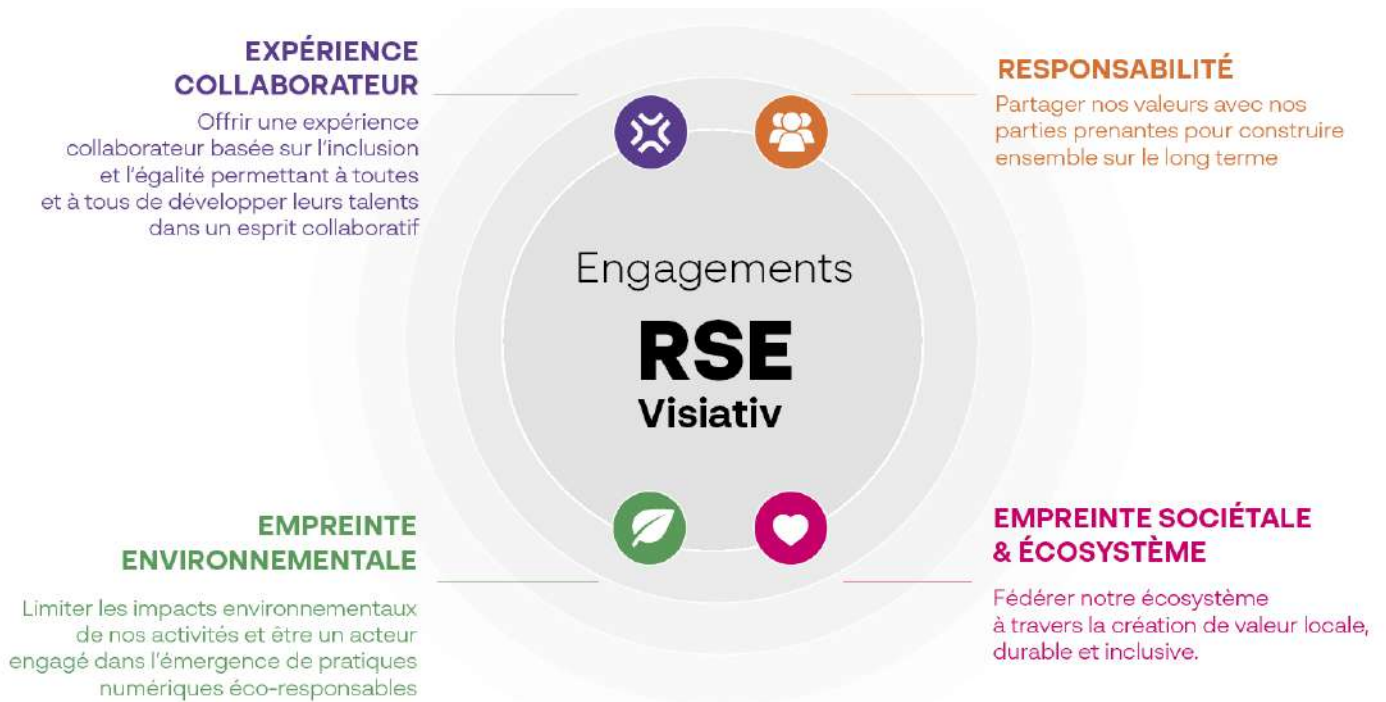 EXPÉRIENCE
COLLABORATEUR
Offrir une expérience
collaborateur basée sur l'inclusion
et l'égalité permettant à toutes
et à tous de développer leurs talents
dans un esprit collaboratif
RESPONSABILITÉ
Partager nos valeurs avec nos
parties prenantes pour construire
ensemble sur le long terme
Engagements
RSE
Visiativ
EMPREINTE
ENVIRONNEMENTALE
Limiter les impacts environnementaux
de nos activités et être un acteur
engagé dans l'émergence de pratiques
numériques éco-responsables
EMPREINTE SOCIÉTALE
& ÉCOSYSTÈME
Fédérer notre écosystème
à travers la création de valeur locale,
durable et inclusive.